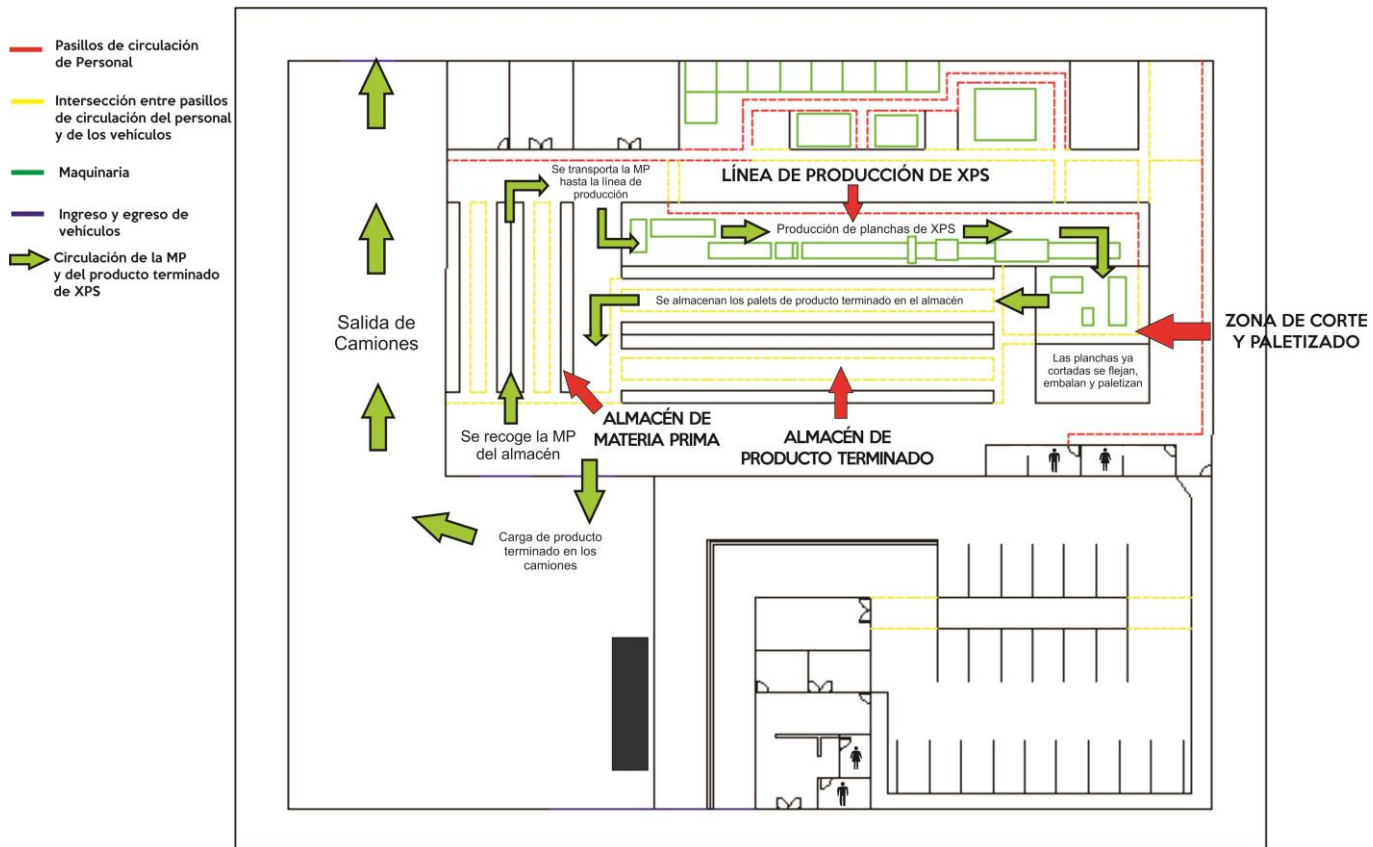 Pasillos de circulación
de Personal
Intersección entre pasillos
de circulación del personal
y de los vehículos
Maquinaria
Ingreso y egreso de
vehículos
Circulación de la MP
y del producto terminado
de XPS
Se transporta la MP
hasta la línea de
producción
LÍNEA DE PRODUCCIÓN DE XPS
Producción de planchas de XPS
Se almacenan los palets de producto terminado en el almacén
Salida de
Camiones
ZONA DE CORTE
Y PALETIZADO
Las planchas ya
cortadas se flejan,
embalan y paletizan
ALMACÉN DE
MATERIA PRIMA
Se recoge la MP
del almacén
ALMACÉN DE
PRODUCTO TERMINADO
Carga de producto
terminado en los
camiones